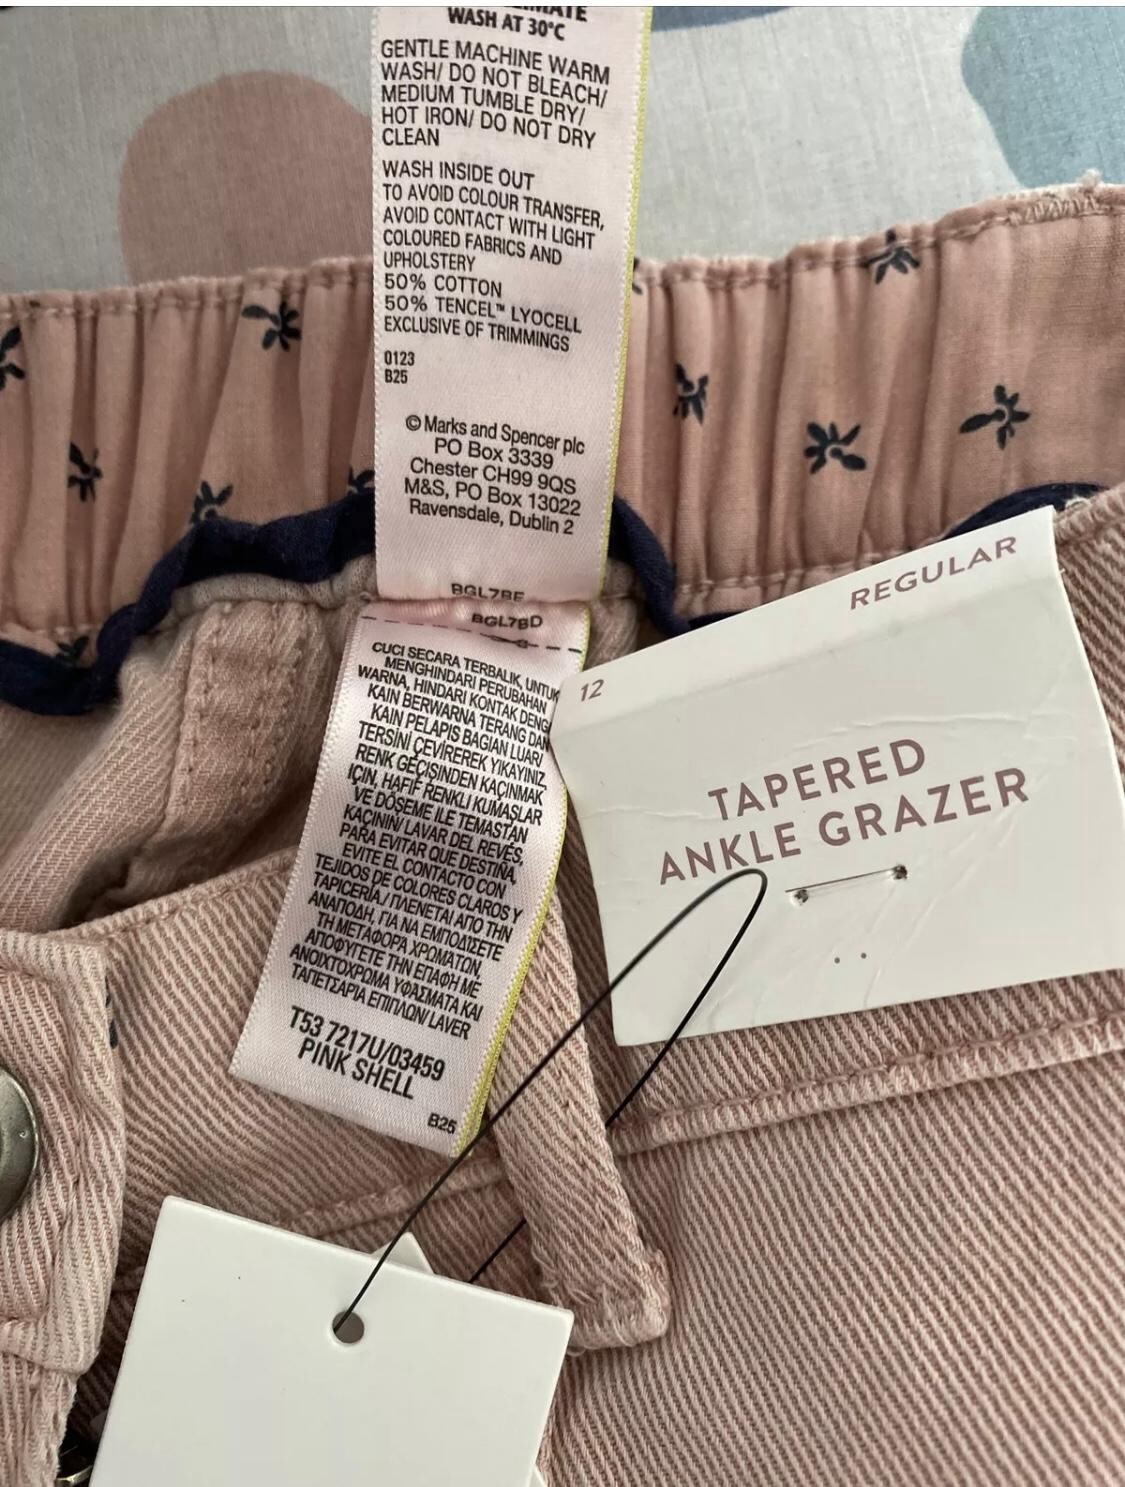 WASH AT 30°C
GENTLE MACHINE WARM
WASH/ DO NOT BLEACH/
MEDIUM TUMBLE DRY/
HOT IRON/ DO NOT DRY
CLEAN
WASH INSIDE OUT
TO AVOID COLOUR TRANSFER,
AVOID CONTACT WITH LIGHT
COLOURED FABRICS AND
UPHOLSTERY
50% COTTON
50% TENCEL™ LYOCELL
EXCLUSIVE OF TRIMMINGS
0123
B25
© Marks and Spencer plc
PO Box 3339
Chester CH99 9QS
M&S, PO Box 13022
Ravensdale, Dublin 2
BGL7BE
BGL7BD
CUCI SECARA TERBALIK, UNTUK
MENGHINDARI PERUBAHAN
WARNA, HINDARI KONTAK DENG
KAIN BERWARNA TERANG DAN
KAIN PELAPIS BAGIAN LUAR/
TERSİNİ ÇEVİREREK YIKAYINIZ
RENK GEÇİŞİNDEN KAÇINMAK
İÇİN, HAFİF RENKLİ KUMAŞLAR
VE DÖŞEME İLE TEMASTAN
KAÇININ/ LAVAR DEL REVÉS,
PARA EVITAR QUE DESTIÑA,
EVITE EL CONTACTO CON
TEJIDOS DE COLORES CLAROS Y
TAPICERÍA/ ΠΛΕΝΕΤΑΙ ΑΠΟ ΤΗΝ
ΑΝΑΠΟΔΗ, ΓΙΑ ΝΑ ΕΜΠΟΔΙΣΕΤΕ
ΤΗ ΜΕΤΑΦΟΡΑ ΧΡΩΜΑΤΩΝ,
ΑΠΟΦΥΓΕΤΕ ΤΗΝ ΕΠΑΦΗ ΜΕ
ΑΝΟΙΧΤΟΧΡΩΜΑ ΥΦΑΣΜΑΤΑ ΚΑΙ
ΤΑΠΕΤΣΑΡΙΑ ΕΠΙΠΛΩΝ/ LAVER
T53 7217U/03459
PINK SHELL
B25
REGULAR
12
TAPERED
ANKLE GRAZER